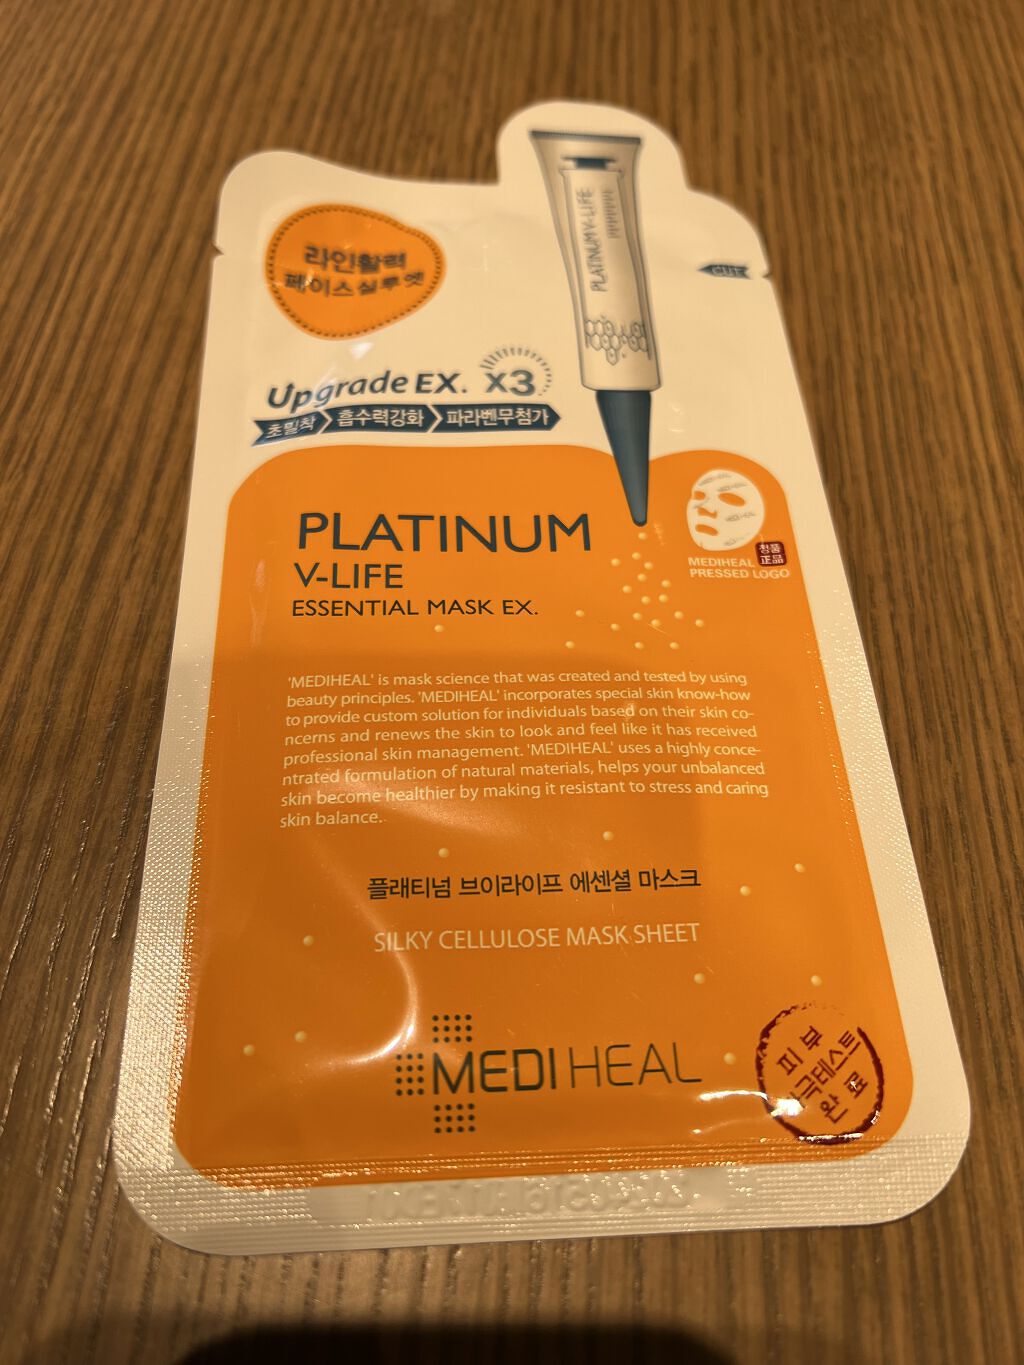 라인활력
페이스실루엣
PLATINUM V-LIFE
CUT
Upgrade EX. x3
초밀착 흡수력강화 파라벤무첨가
PLATINUM
V-LIFE
ESSENTIAL MASK EX.
MEDIHEAL
PRESSED LOGO
정품
正品
'MEDIHEAL' is mask science that was created and tested by using
beauty principles. 'MEDIHEAL' incorporates special skin know-how
to provide custom solution for individuals based on their skin co-
ncerns and renews the skin to look and feel like it has received
professional skin management. 'MEDIHEAL' uses a highly conce-
ntrated formulation of natural materials, helps your unbalanced
skin become healthier by making it resistant to stress and caring
skin balance.
플래티넘 브이라이프 에센셜 마스크
SILKY CELLULOSE MASK SHEET
MEDIHEAL
피부
자극테스트
완료